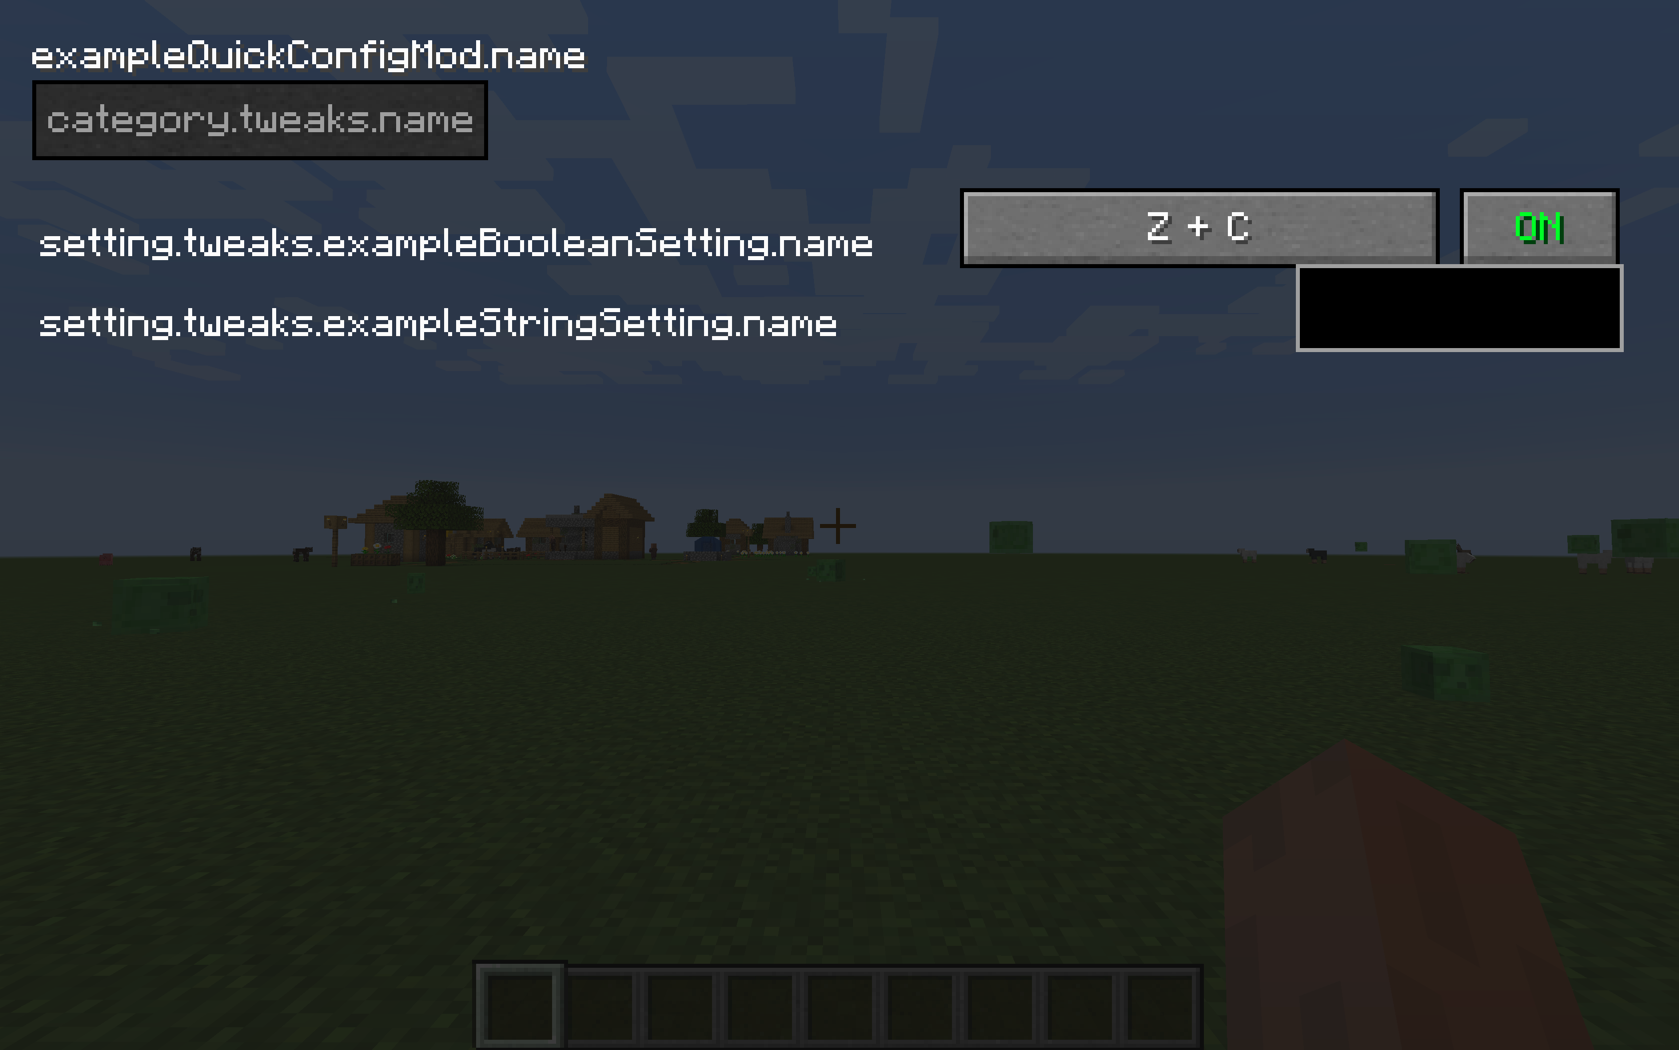 exampleQuickConfigMod.name
category.tweaks.name
setting.tweaks.exampleBooleanSetting.name
Z + C
ON
setting.tweaks.exampleStringSetting.name